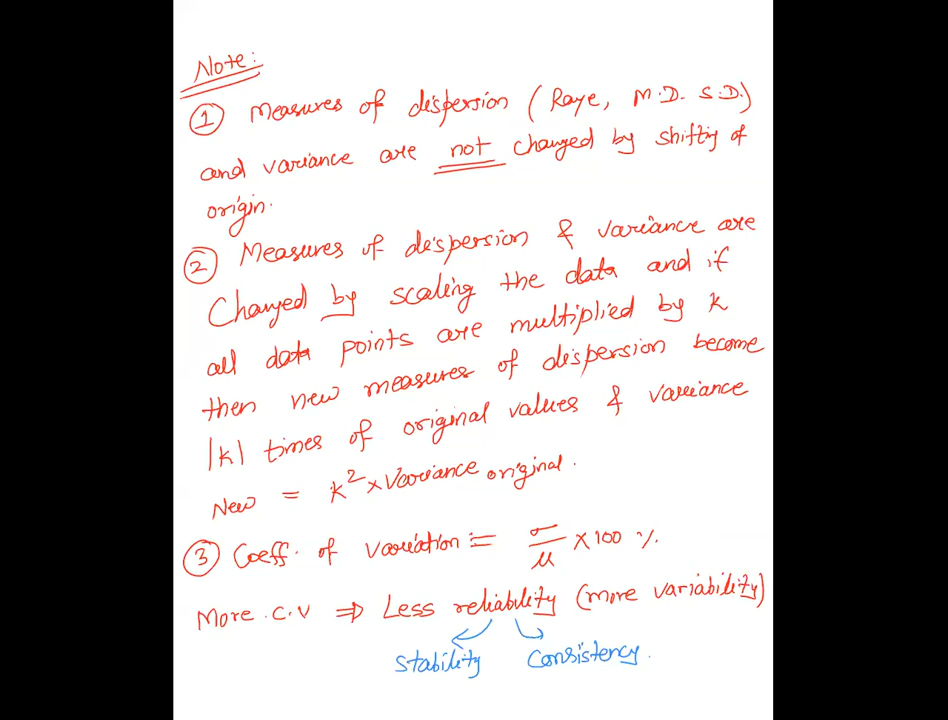 Note:
① Measures of dispersion (Range, M.D. S.D.)
and variance are not changed by shifting of
origin.
② Measures of dispersion & variance are
Changed by scaling the data and if
all data points are multiplied by k
then new measures of dispersion become
|k| times of original values & variance
New = k² × Variance original.
③ Coeff. of variation := σ/μ × 100 %.
More C.V ⇒ Less reliability (more variability)
Stability Consistency.